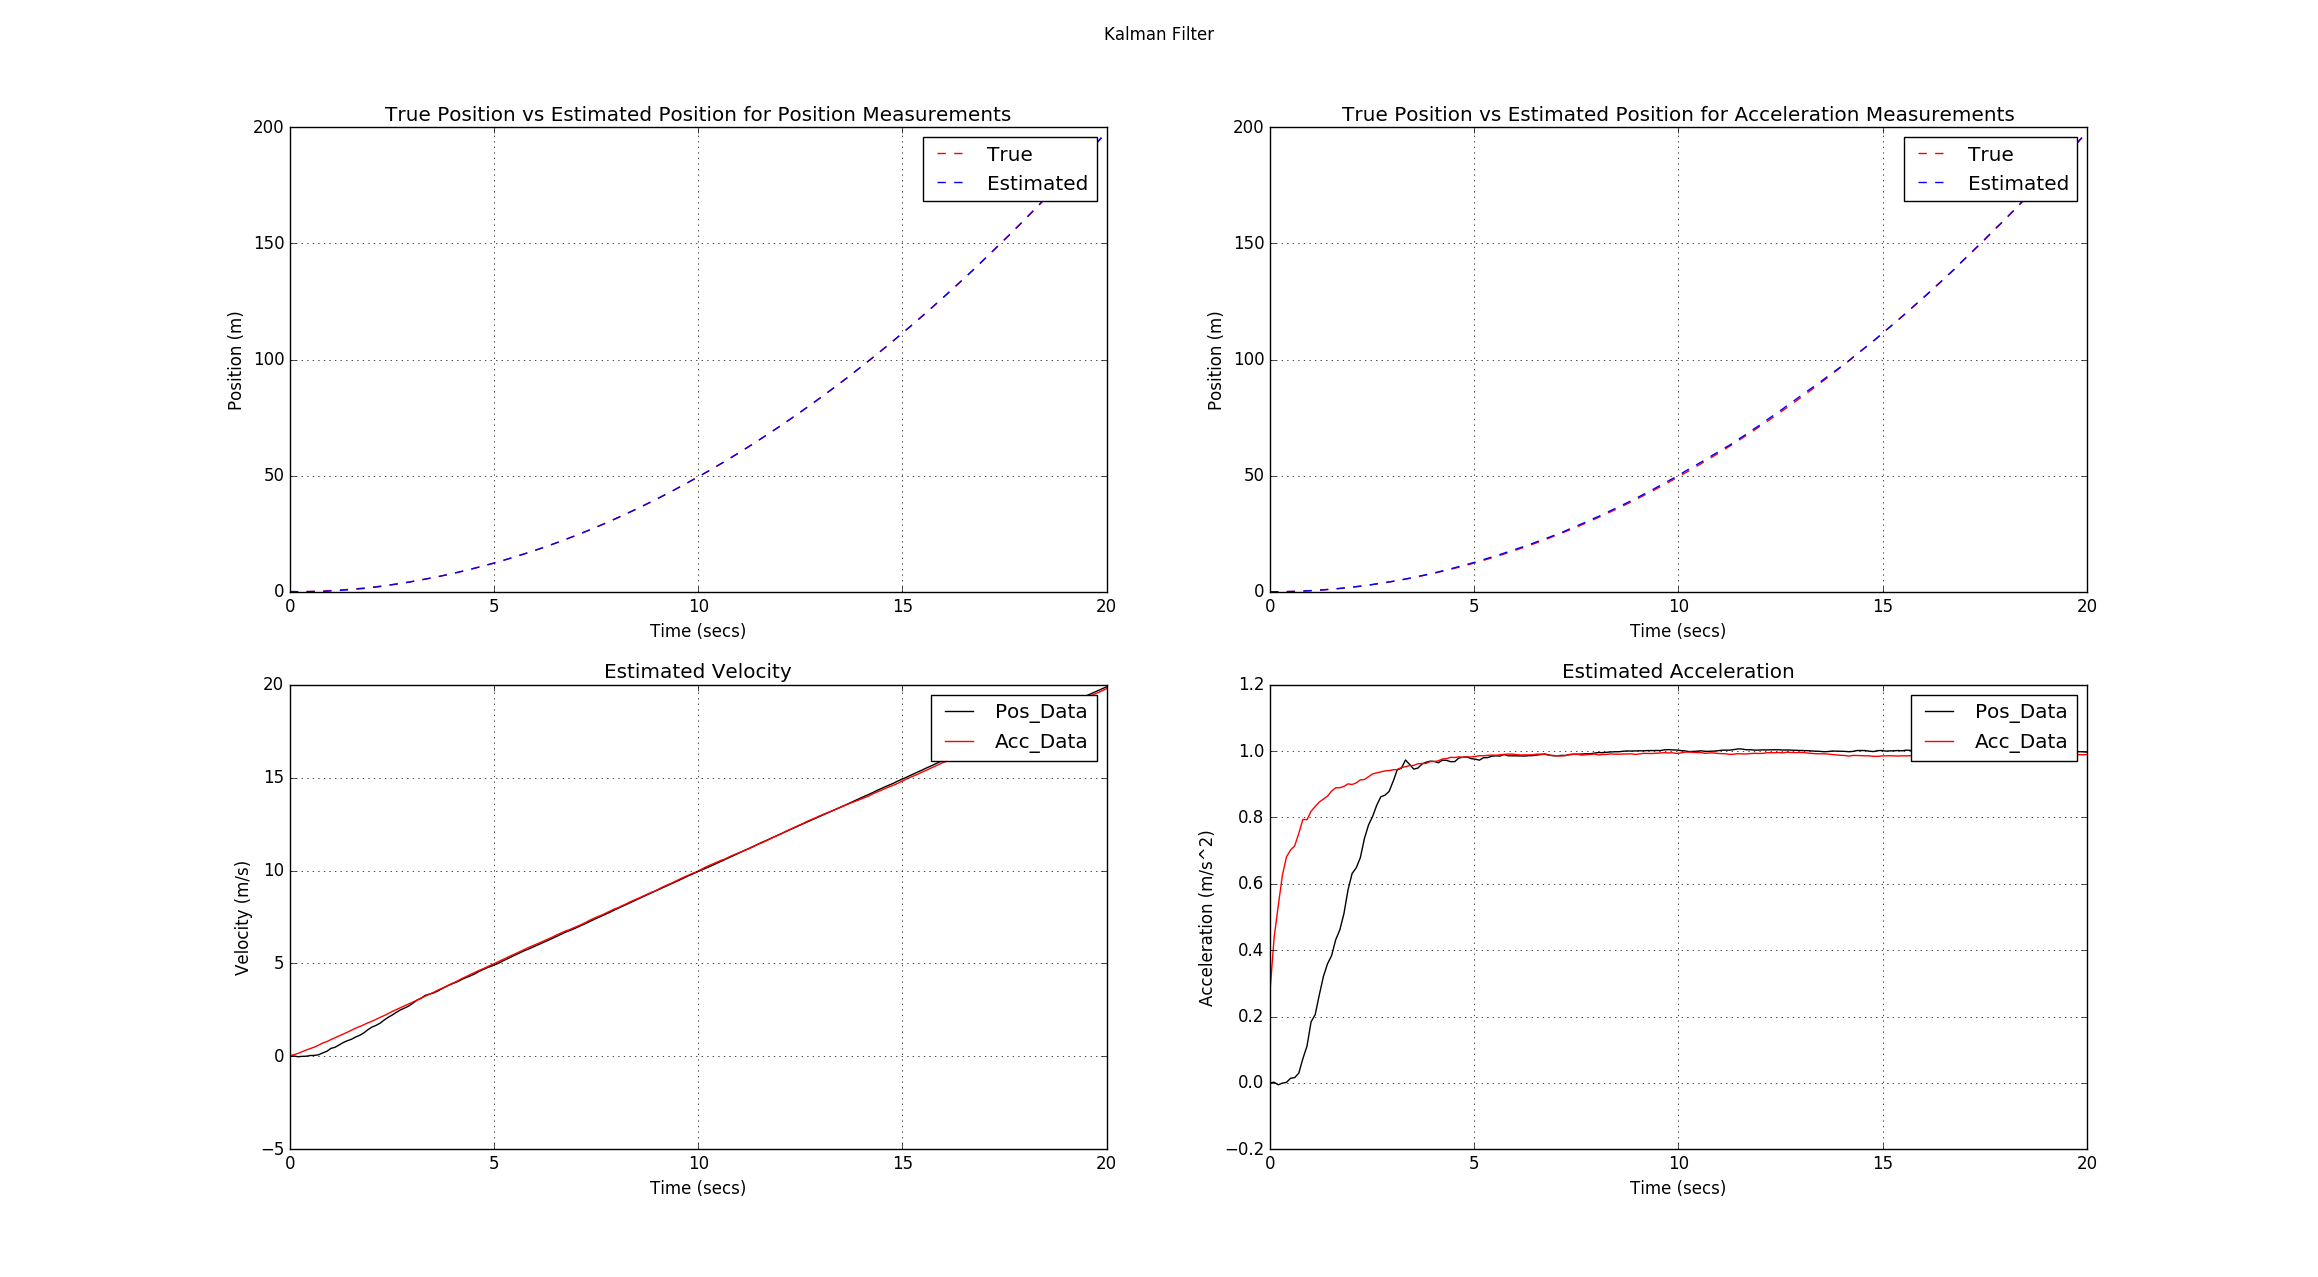 Kalman Filter
True Position vs Estimated Position for Position Measurements
200
150
100
50
0
Position (m)
True
Estimated
0 5 10 15 20
Time (secs)
True Position vs Estimated Position for Acceleration Measurements
200
150
100
50
0
Position (m)
True
Estimated
0 5 10 15 20
Time (secs)
Estimated Velocity
20
15
10
5
0
−5
Velocity (m/s)
Pos_Data
Acc_Data
0 5 10 15 20
Time (secs)
Estimated Acceleration
1.2
1.0
0.8
0.6
0.4
0.2
0.0
−0.2
Acceleration (m/s^2)
Pos_Data
Acc_Data
0 5 10 15 20
Time (secs)